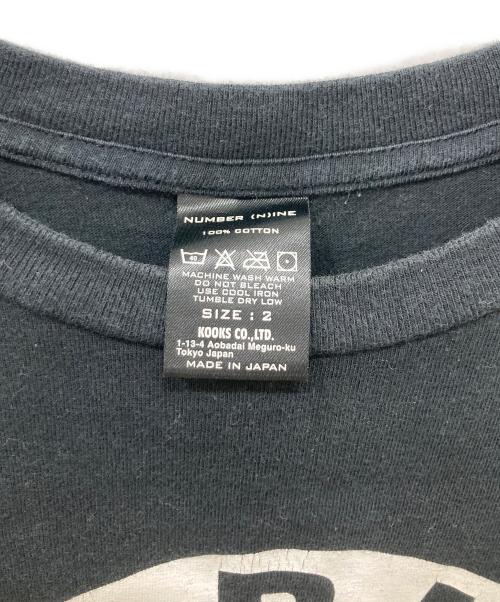 NUMBER (N)INE
100% COTTON
40
MACHINE WASH WARM
DO NOT BLEACH
USE COOL IRON
TUMBLE DRY LOW
SIZE : 2
KOOKS CO.,LTD.
1-13-4 Aobadai Meguro-ku
Tokyo Japan
MADE IN JAPAN